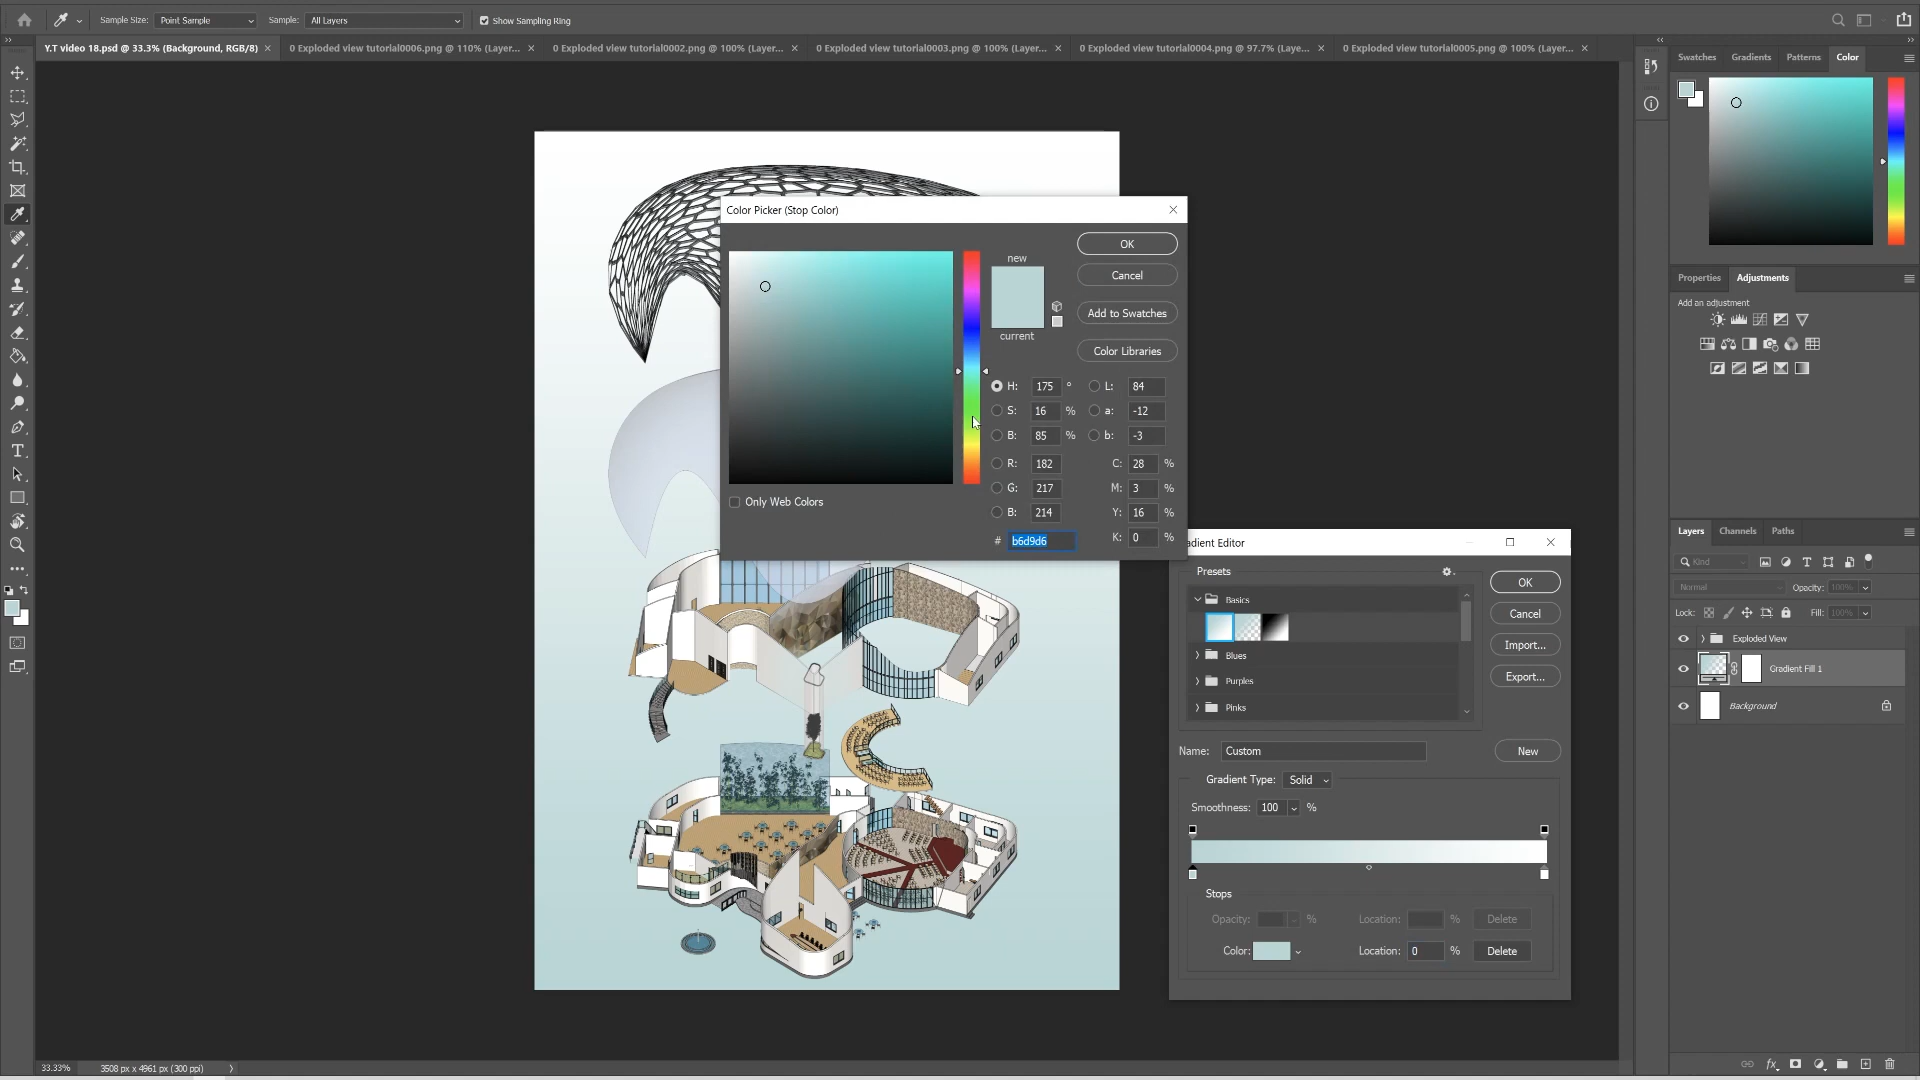 Sample Size: Point Sample Sample: All Layers Show Sampling Ring
Y.T video 18.psd @ 33.3% (Background, RGB/8) × 0 Exploded view tutorial0006.png @ 110% (Layer... × 0 Exploded view tutorial0002.png @ 100% (Layer... × 0 Exploded view tutorial0003.png @ 100% (Layer... × 0 Exploded view tutorial0004.png @ 97.7% (Laye... × 0 Exploded view tutorial0005.png @ 100% (Layer... ×
Swatches Gradients Patterns Color
Color Picker (Stop Color)
new
current
OK
Cancel
Add to Swatches
Color Libraries
H: 175 ° L: 84
S: 16 % a: -12
B: 85 % b: -3
R: 182 C: 28 %
G: 217 M: 3 %
B: 214 Y: 16 %
# b6d9d6 K: 0 %
Only Web Colors
Properties Adjustments
Add an adjustment
adient Editor
Presets
Basics
Blues
Purples
Pinks
OK
Cancel
Import...
Export...
Name: Custom New
Gradient Type: Solid
Smoothness: 100 %
Stops
Opacity: % Location: % Delete
Color: Location: 0 % Delete
Layers Channels Paths
Kind
Normal Opacity: 100%
Lock: Fill: 100%
Exploded View
Gradient Fill 1
Background
33.33% 3508 px x 4961 px (300 ppi)